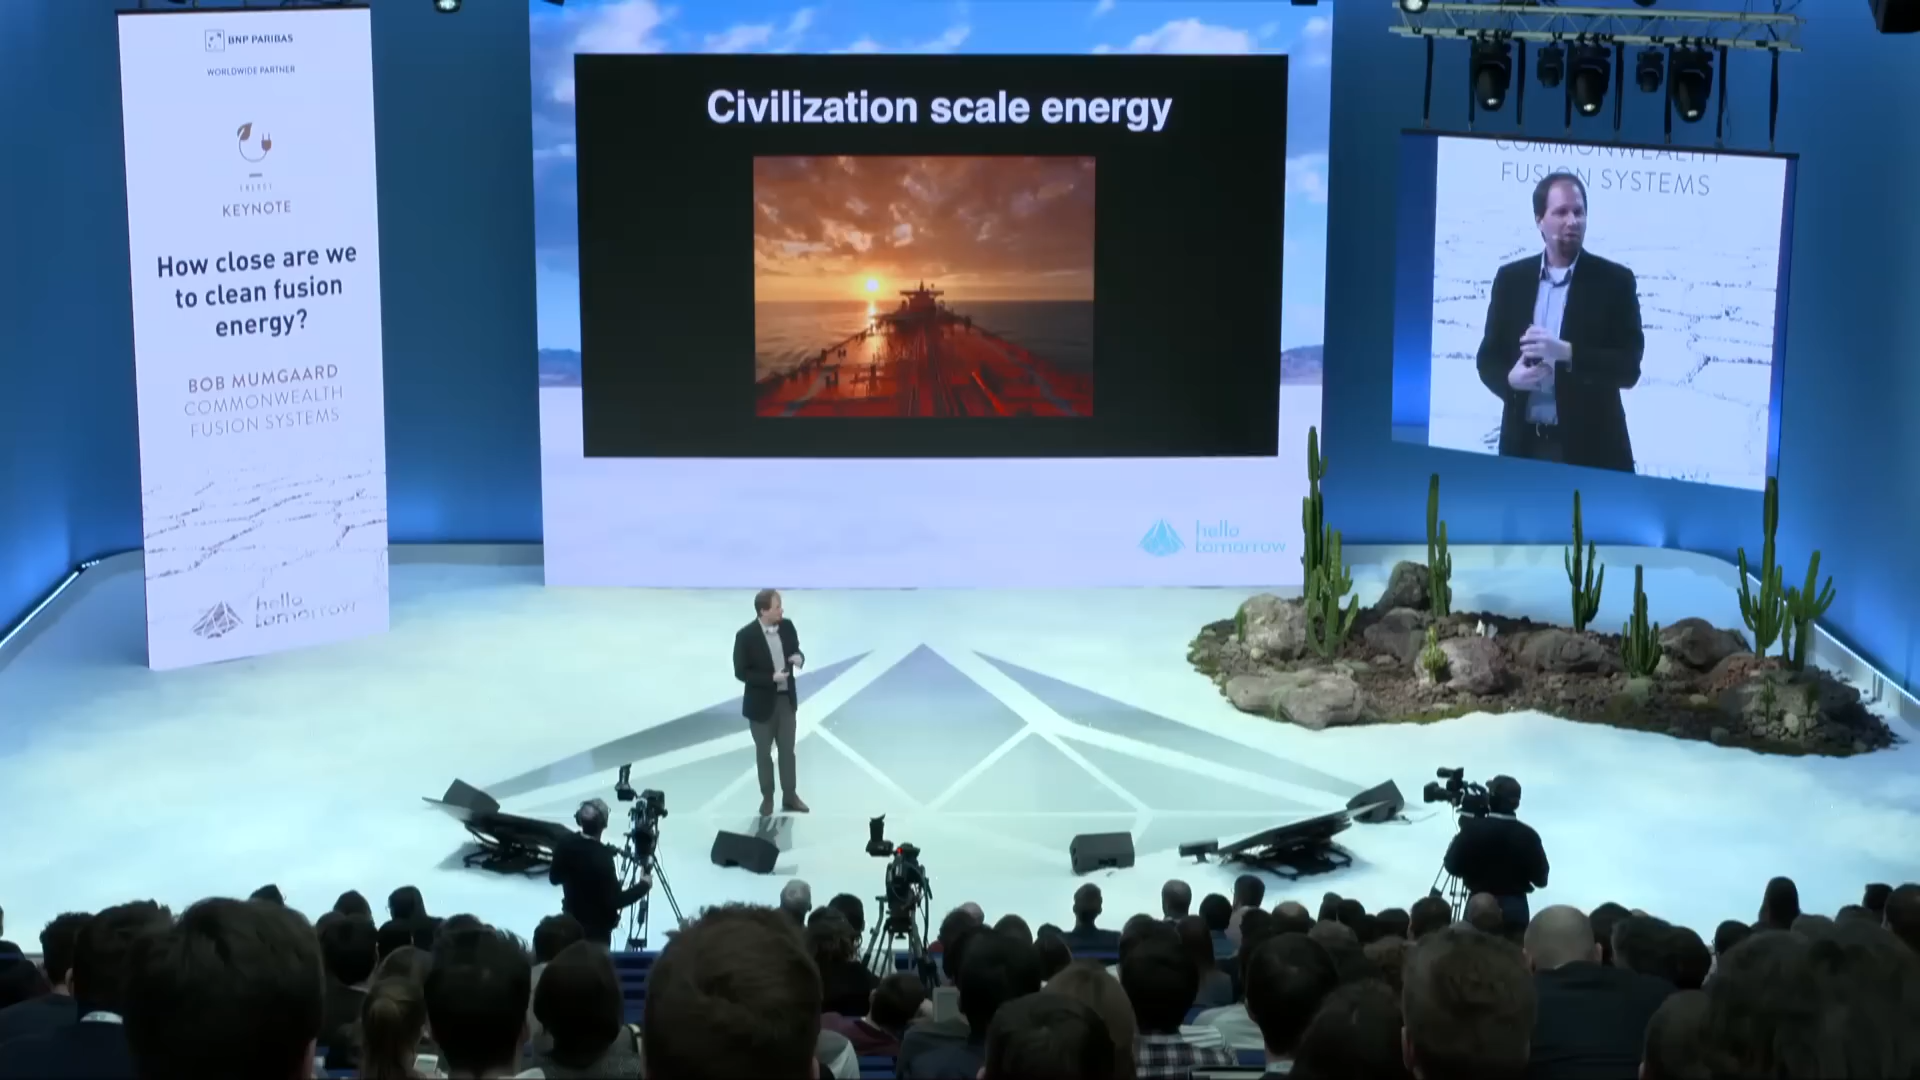 BNP PARIBAS
WORLDWIDE PARTNER
KEYNOTE
How close are we
to clean fusion
energy?
BOB MUMGAARD
COMMONWEALTH
FUSION SYSTEMS
hello
tomorrow
Civilization scale energy
hello
tomorrow
COMMONWEALTH
FUSION SYSTEMS